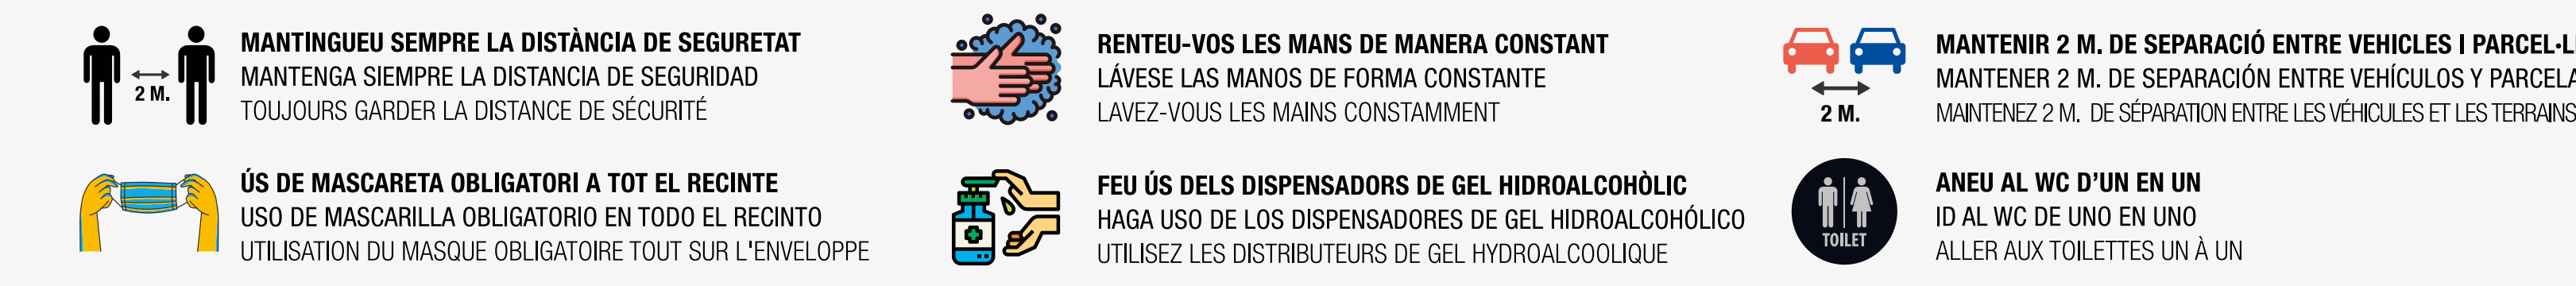 2 M.
MANTINGUEU SEMPRE LA DISTÀNCIA DE SEGURETAT
MANTENGA SIEMPRE LA DISTANCIA DE SEGURIDAD
TOUJOURS GARDER LA DISTANCE DE SÉCURITÉ
RENTEU-VOS LES MANS DE MANERA CONSTANT
LÁVESE LAS MANOS DE FORMA CONSTANTE
LAVEZ-VOUS LES MAINS CONSTAMMENT
2 M.
MANTENIR 2 M. DE SEPARACIÓ ENTRE VEHICLES I
MANTENER 2 M. DE SEPARACIÓN ENTRE VEHÍCULOS Y PARCELA
MAINTENEZ 2 M. DE SÉPARATION ENTRE LES VÉHICULES ET LES TERRAINS
ÚS DE MASCARETA OBLIGATORI A TOT EL RECINTE
USO DE MASCARILLA OBLIGATORIO EN TODO EL RECINTO
UTILISATION DU MASQUE OBLIGATOIRE TOUT SUR L'ENVELOPPE
FEU ÚS DELS DISPENSADORS DE GEL HIDROALCOHÒLIC
HAGA USO DE LOS DISPENSADORES DE GEL HIDROALCOHÓLICO
UTILISEZ LES DISTRIBUTEURS DE GEL HYDROALCOOLIQUE
TOILET
ANEU AL WC D'UN EN UN
ID AL WC DE UNO EN UNO
ALLER AUX TOILETTES UN À UN